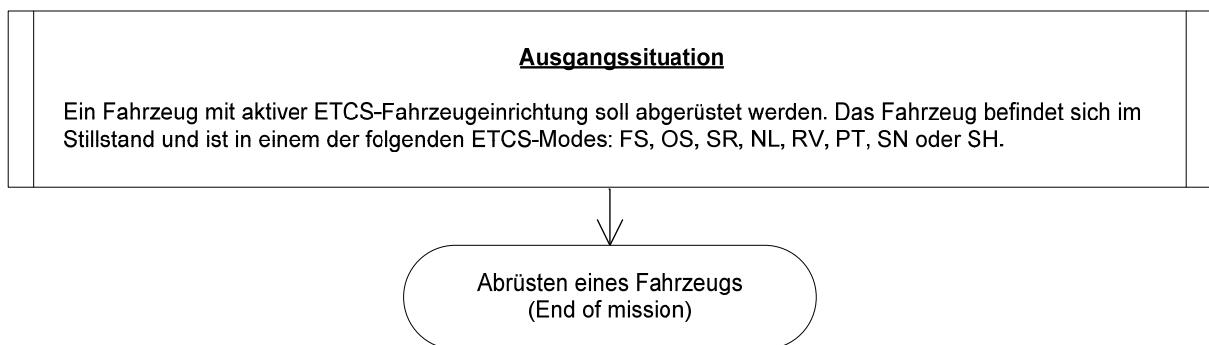 Ausgangssituation
Ein Fahrzeug mit aktiver ETCS-Fahrzeugeinrichtung soll abgerüstet werden. Das Fahrzeug befindet sich im
Stillstand und ist in einem der folgenden ETCS-Modes: FS, OS, SR, NL, RV, PT, SN oder SH.
Abrüsten eines Fahrzeugs
(End of mission)